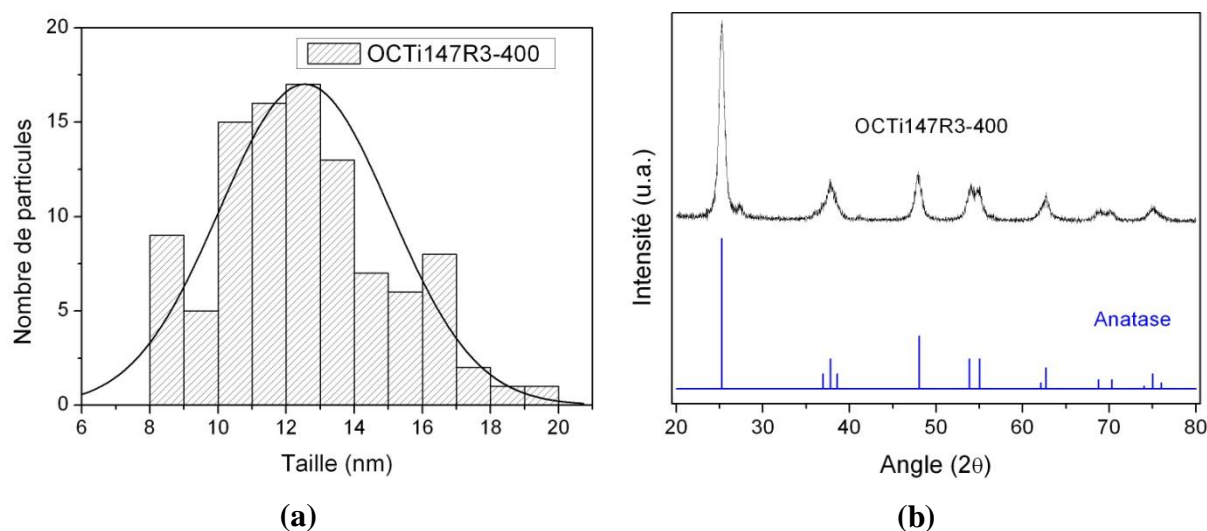 20
15
10
5
0
Nombre de particules
OCTi147R3-400
6 8 10 12 14 16 18 20
Taille (nm)
(a)
Intensité (u.a.)
OCTi147R3-400
Anatase
20 30 40 50 60 70 80
Angle (2θ)
(b)